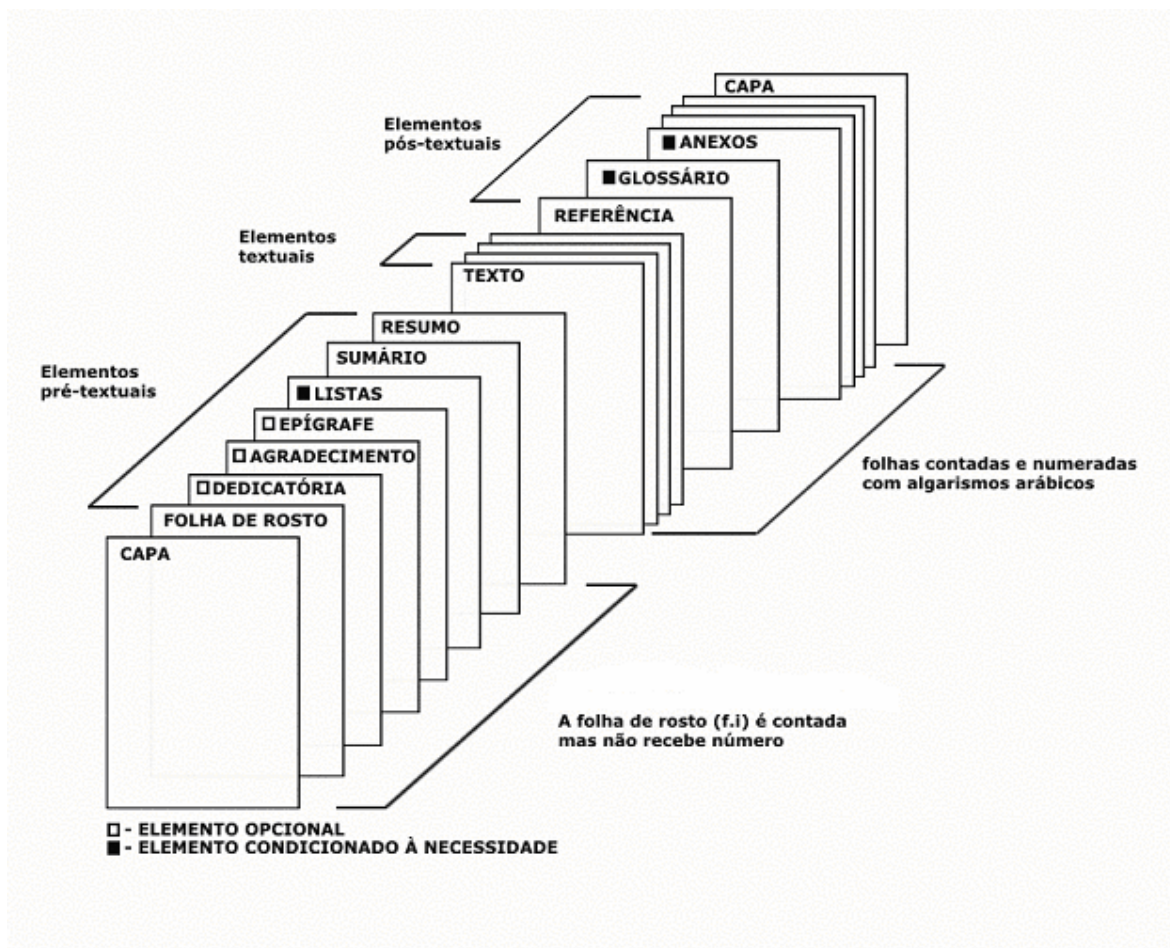 CAPA
Elementos
pós-textuais
■ ANEXOS
■ GLOSSÁRIO
REFERÊNCIA
Elementos
textuais
TEXTO
RESUMO
SUMÁRIO
Elementos
pré-textuais
■ LISTAS
□ EPÍGRAFE
□ AGRADECIMENTO
□ DEDICATÓRIA
FOLHA DE ROSTO
CAPA
folhas contadas e numeradas
com algarismos arábicos
A folha de rosto (f.i) é contada
mas não recebe número
□ - ELEMENTO OPCIONAL
■ - ELEMENTO CONDICIONADO À NECESSIDADE